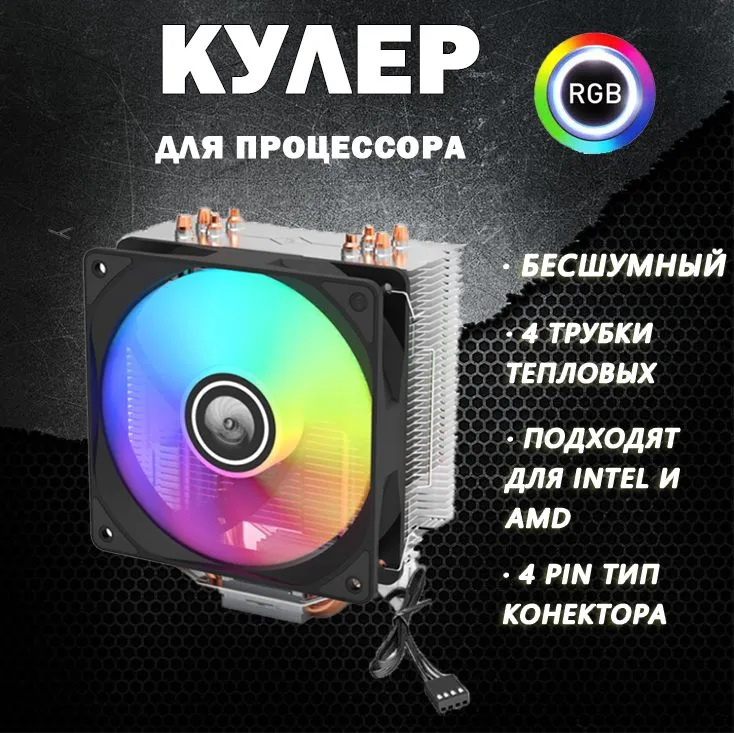 КУЛЕР
ДЛЯ ПРОЦЕССОРА
RGB
· БЕСШУМНЫЙ
· 4 ТРУБКИ
ТЕПЛОВЫХ
· ПОДХОДЯТ
ДЛЯ INTEL И
AMD
· 4 PIN ТИП
КОНЕКТОРА